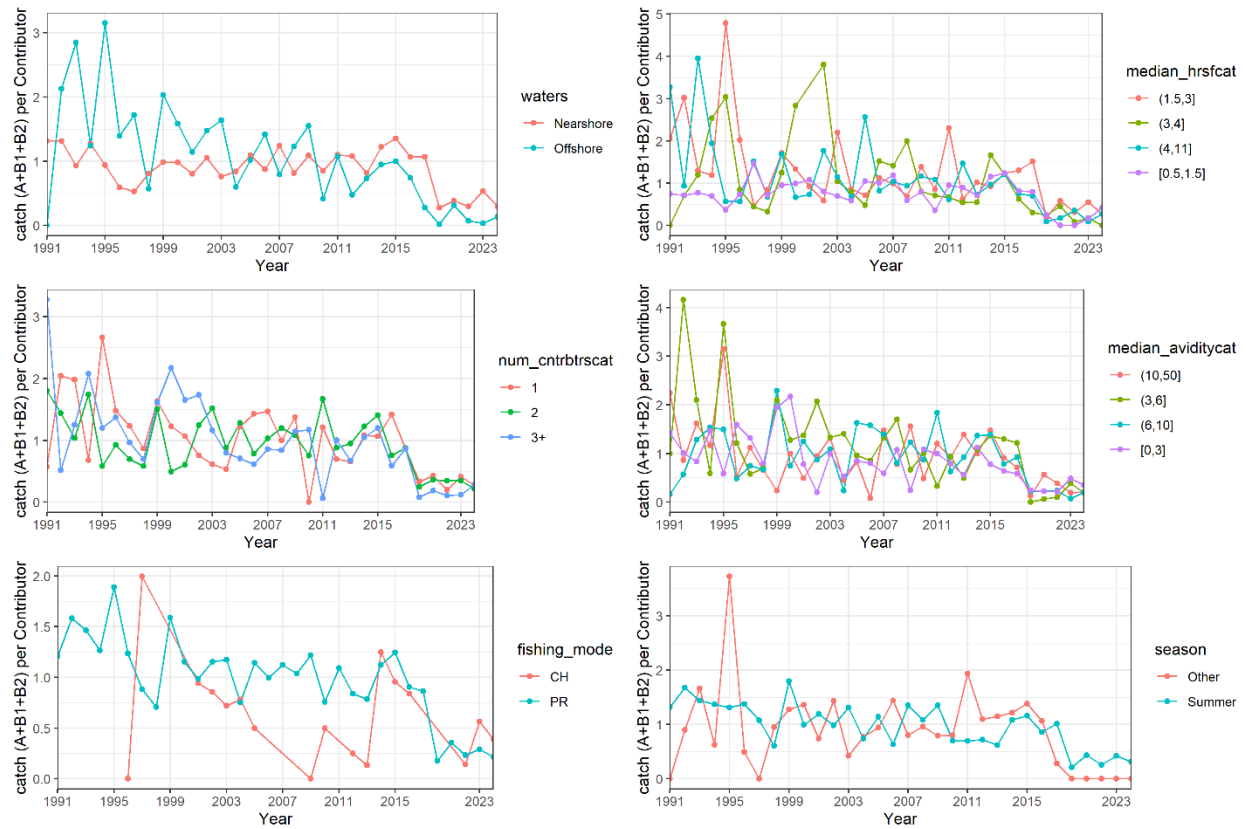 catch (A+B1+B2) per Contributor
3
2
1
0
1991 1995 1999 2003 2007 2011 2015 2019 2023
Year
waters
Nearshore
Offshore
catch (A+B1+B2) per Contributor
5
4
3
2
1
0
1991 1995 1999 2003 2007 2011 2015 2019 2023
Year
median_hrsfcat
(1.5,3]
(3,4]
(4,11]
[0.5,1.5]
catch (A+B1+B2) per Contributor
3
2
1
0
1991 1995 1999 2003 2007 2011 2015 2019 2023
Year
num_cntrbtrscat
1
2
3+
catch (A+B1+B2) per Contributor
4
3
2
1
0
1991 1995 1999 2003 2007 2011 2015 2019 2023
Year
median_aviditycat
(10,50]
(3,6]
(6,10]
[0,3]
catch (A+B1+B2) per Contributor
2.0
1.5
1.0
0.5
0.0
1991 1995 1999 2003 2007 2011 2015 2019 2023
Year
fishing_mode
CH
PR
catch (A+B1+B2) per Contributor
3
2
1
0
1991 1995 1999 2003 2007 2011 2015 2019 2023
Year
season
Other
Summer